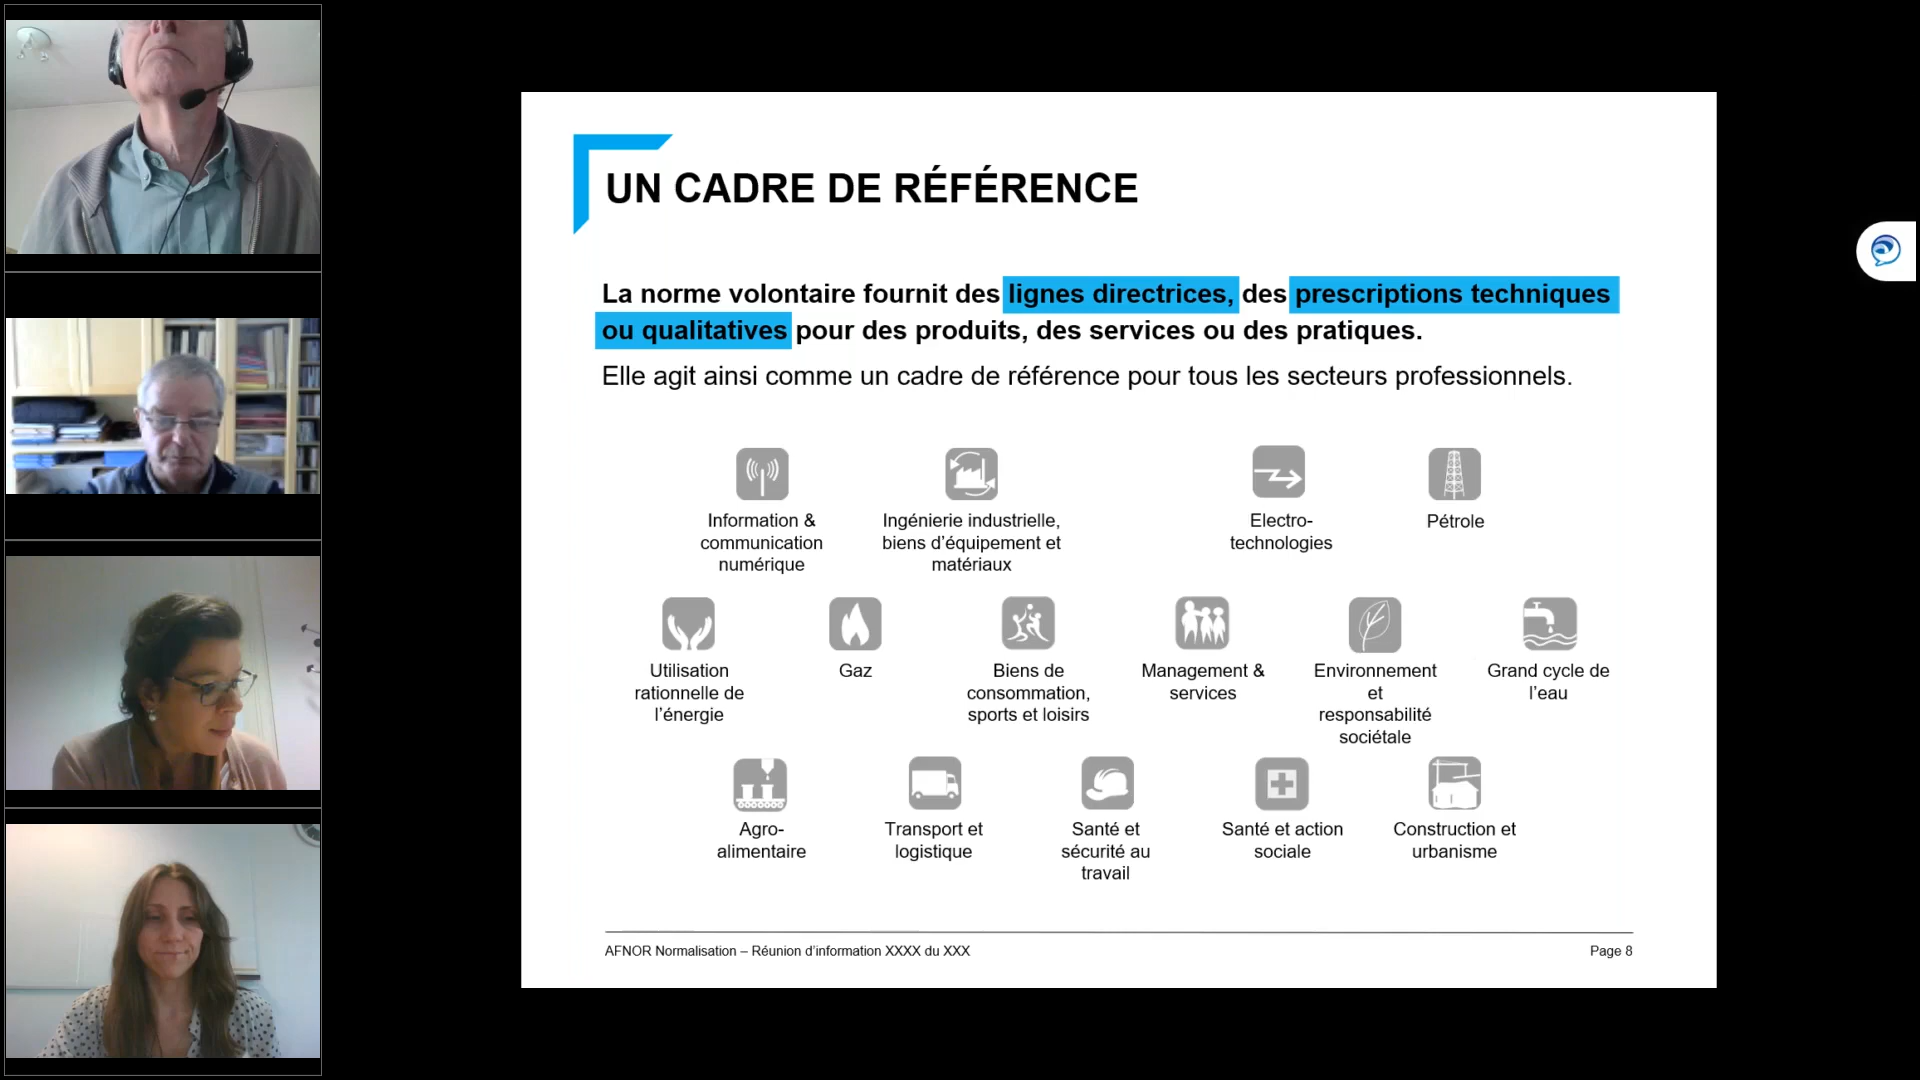 UN CADRE DE RÉFÉRENCE
La norme volontaire fournit des lignes directrices, des prescriptions techniques
ou qualitatives pour des produits, des services ou des pratiques.
Elle agit ainsi comme un cadre de référence pour tous les secteurs professionnels.
Information &
communication
numérique
Ingénierie industrielle,
biens d’équipement et
matériaux
Electro-
technologies
Pétrole
Utilisation
rationnelle de
l’énergie
Gaz
Biens de
consommation,
sports et loisirs
Management &
services
Environnement
et
responsabilité
sociétale
Grand cycle de
l’eau
Agro-
alimentaire
Transport et
logistique
Santé et
sécurité au
travail
Santé et action
sociale
Construction et
urbanisme
AFNOR Normalisation – Réunion d’information XXXX du XXX
Page 8